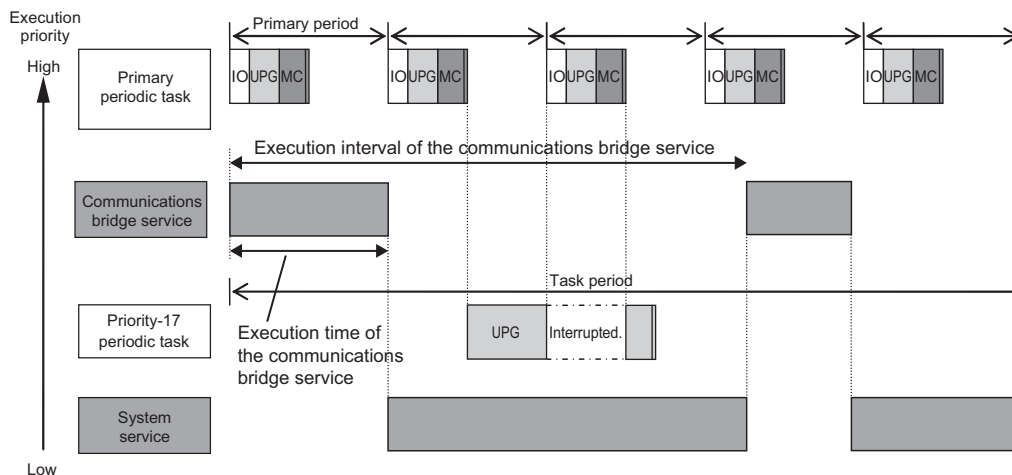 Execution
priority
High
Primary period
Primary
periodic task
IO UPG MC
IO UPG MC
IO UPG MC
IO UPG MC
IO UPG MC
Execution interval of the communications bridge service
Communications
bridge service
Task period
Priority-17
periodic task
Execution time of
the communications
bridge service
UPG
Interrupted.
System
service
Low